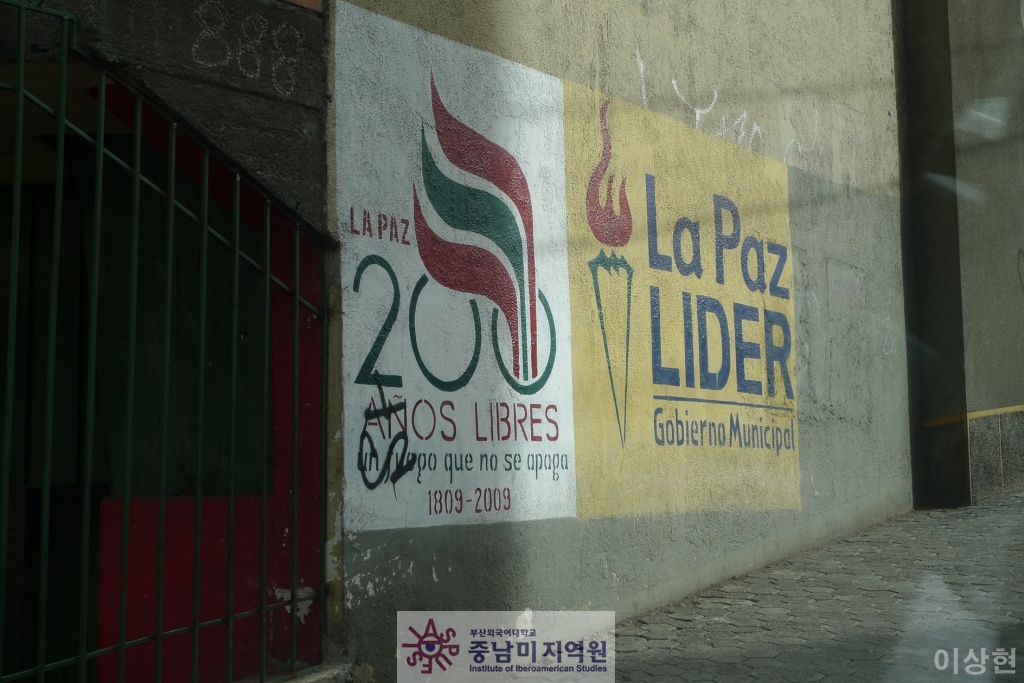 888
LA PAZ
200
AÑOS LIBRES
un fuego que no se apaga
1809-2009
La Paz
LIDER
Gobierno Municipal
부산외국어대학교
중남미지역원
Institute of Iberoamerican Studies
이상현